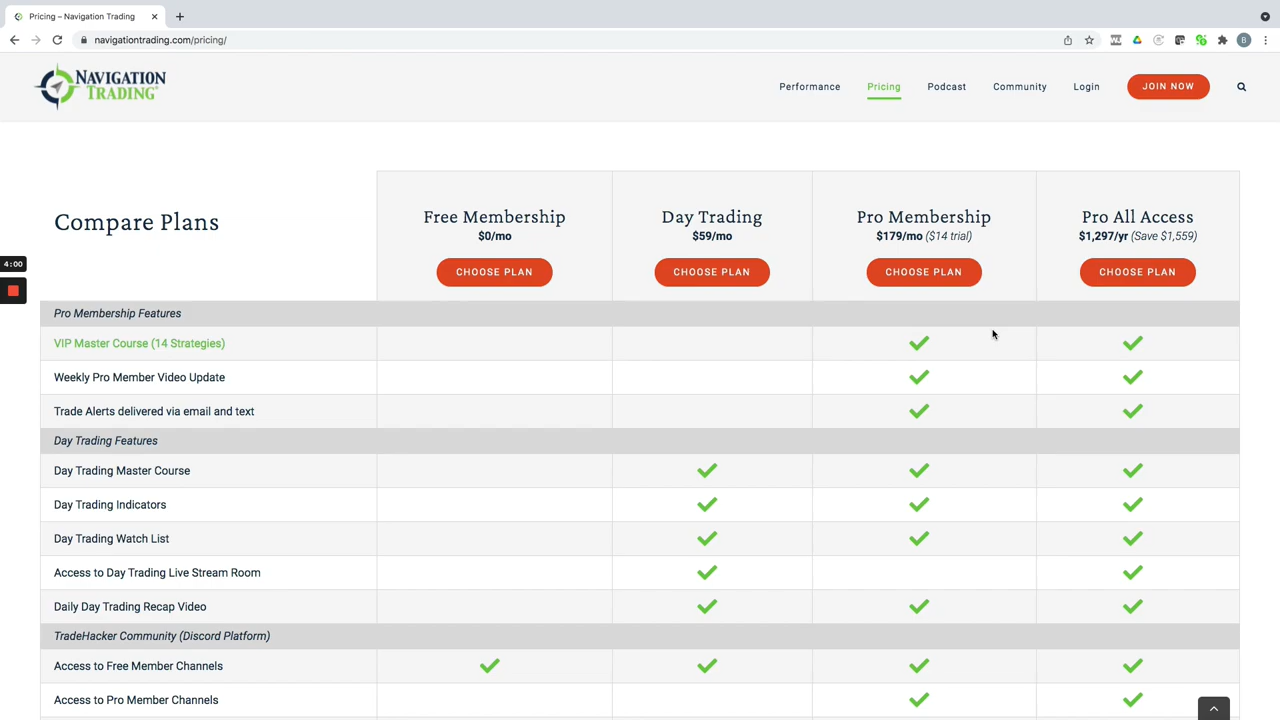 Pricing – Navigation Trading
navigationtrading.com/pricing/
B
NAVIGATION
TRADING
Performance
Pricing
Podcast
Community
Login
JOIN NOW
Compare Plans
Free Membership
$0/mo
CHOOSE PLAN
Day Trading
$59/mo
CHOOSE PLAN
Pro Membership
$179/mo ($14 trial)
CHOOSE PLAN
Pro All Access
$1,297/yr (Save $1,559)
CHOOSE PLAN
4:00
Pro Membership Features
VIP Master Course (14 Strategies)
Weekly Pro Member Video Update
Trade Alerts delivered via email and text
Day Trading Features
Day Trading Master Course
Day Trading Indicators
Day Trading Watch List
Access to Day Trading Live Stream Room
Daily Day Trading Recap Video
TradeHacker Community (Discord Platform)
Access to Free Member Channels
Access to Pro Member Channels